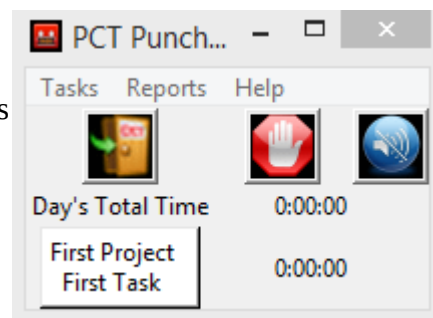 PCT Punch...
Tasks Reports Help
s
Day's Total Time 0:00:00
First Project
First Task 0:00:00